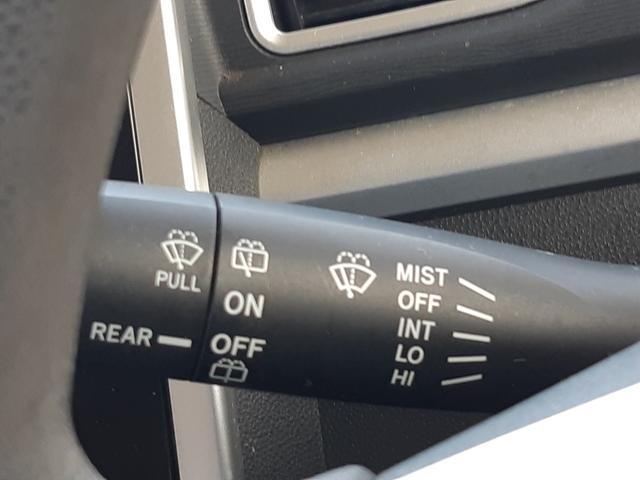 PULL
REAR
ON
OFF
MIST
OFF
INT
LO
HI